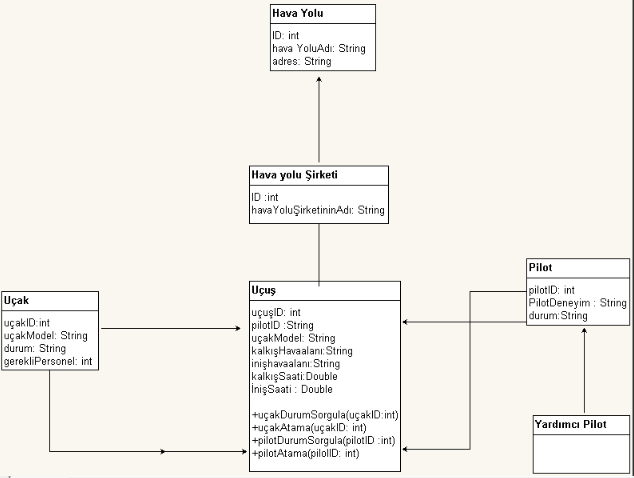 Hava Yolu
ID: int
hava YoluAdı: String
adres: String
Hava yolu Şirketi
ID :int
havaYoluŞirketininAdı: String
Uçak
uçakID:int
uçakModel: String
durum: String
gerekliPersonel: int
Uçuş
uçuşID: int
pilotID :String
uçakModel: String
kalkışHavaalanı:String
inişhavaalanı:String
kalkışSaati:Double
İnişSaati : Double
+uçakDurumSorgula(uçakID:int)
+uçakAtama(uçakID: int)
+pilotDurumSorgula(pilotID :int)
+pilotAtama(pilolID: int)
Pilot
pilotID: int
PilotDeneyim : String
durum:String
Yardımcı Pilot